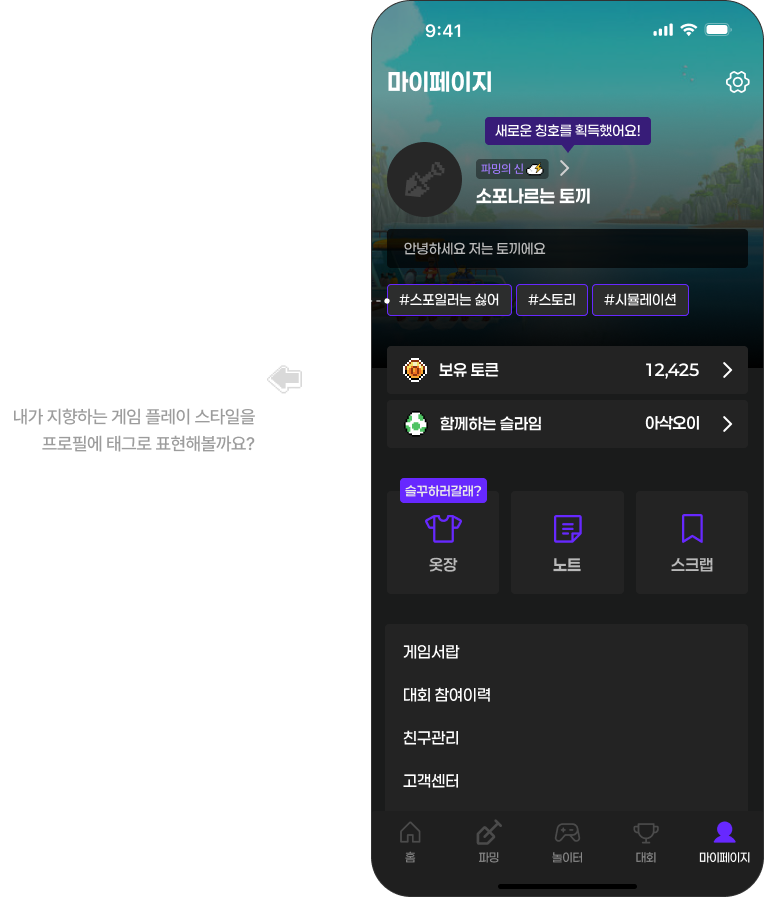 내가 지향하는 게임 플레이 스타일을
프로필에 태그로 표현해볼까요?
9:41
마이페이지
새로운 칭호를 획득했어요!
파밍의 신
소포나르는 토끼
안녕하세요 저는 토끼에요
#스포일러는 싫어 #스토리 #시뮬레이션
보유 토큰 12,425
함께하는 슬라임 아삭오이
슬꾸하러갈래?
옷장 노트 스크랩
게임서랍
대회 참여이력
친구관리
고객센터
홈 파밍 놀이터 대회 마이페이지